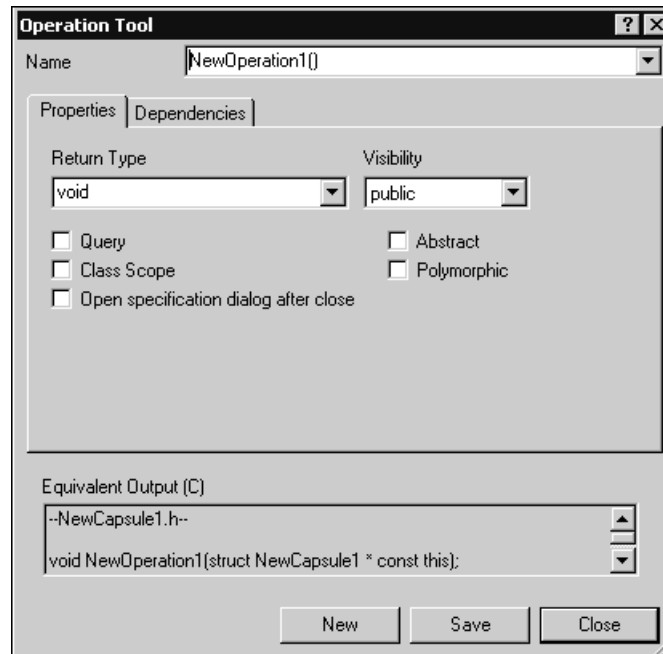 Operation Tool
Name NewOperation1()
Properties Dependencies
Return Type Visibility
void public
Query Abstract
Class Scope Polymorphic
Open specification dialog after close
Equivalent Output (C)
--NewCapsule1.h--
void NewOperation1(struct NewCapsule1 * const this);
New Save Close